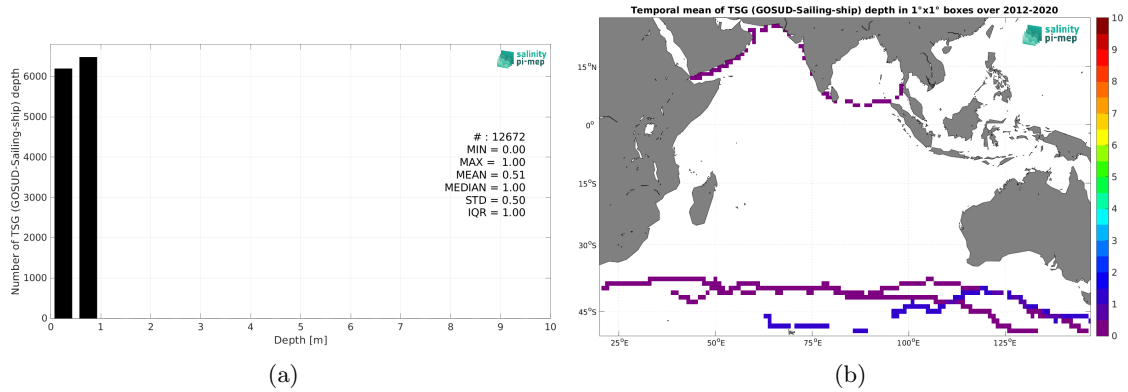 salinity
pi-mep
Number of TSG (GOSUD-Sailing-ship) depth
6000
5000
4000
3000
2000
1000
0
# : 12672
MIN = 0.00
MAX = 1.00
MEAN = 0.51
MEDIAN = 1.00
STD = 0.50
IQR = 1.00
0 1 2 3 4 5 6 7 8 9 10
Depth [m]
(a)
Temporal mean of TSG (GOSUD-Sailing-ship) depth in 1°x1° boxes over 2012-2020
salinity
pi-mep
15°N
0°
15°S
30°S
45°S
25°E 50°E 75°E 100°E 125°E
10
9
8
7
6
5
4
3
2
1
0
(b)